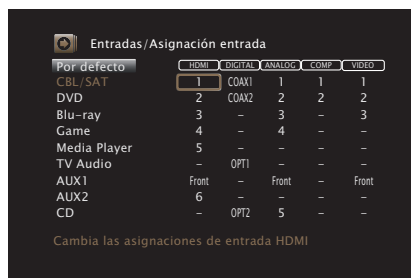 Entradas/Asignación entrada
Por defecto HDMI DIGITAL ANALOG COMP VIDEO
CBL/SAT 1 COAX1 1 1 1
DVD 2 COAX2 2 2 2
Blu-ray 3 – 3 – 3
Game 4 – 4 – –
Media Player 5 – – – –
TV Audio – OPT1 – – –
AUX1 Front – Front – Front
AUX2 6 – – – –
CD – OPT2 5 – –
Cambia las asignaciones de entrada HDMI